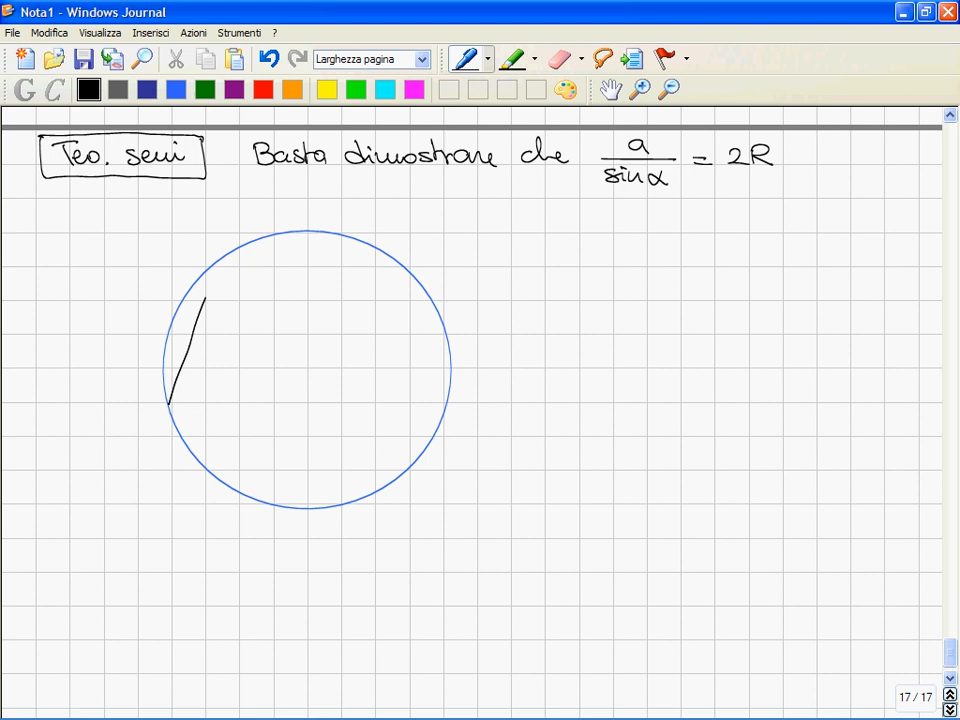 Nota1 - Windows Journal
File Modifica Visualizza Inserisci Azioni Strumenti ?
Larghezza pagina
G C
Teo. seni Basta dimostrare che a/sin α = 2R
17 / 17